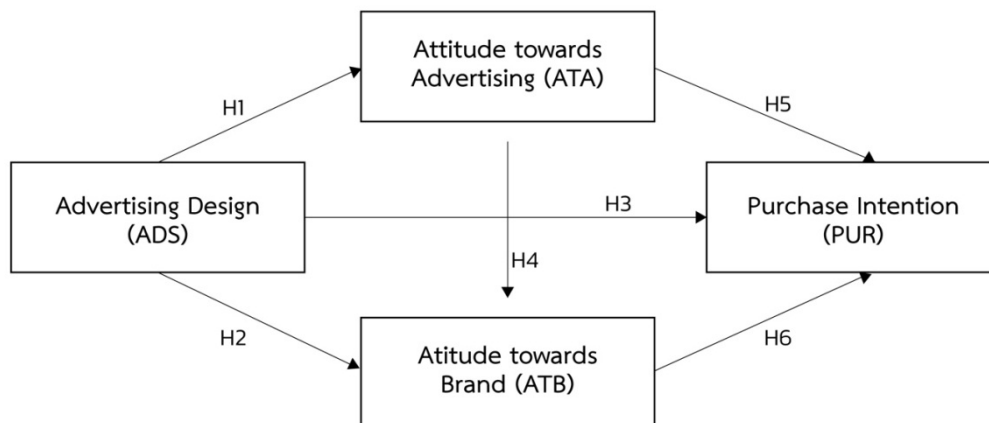 Attitude towards
Advertising (ATA)
H1
H5
Advertising Design
(ADS)
H3
Purchase Intention
(PUR)
H4
H2
H6
Atitude towards
Brand (ATB)